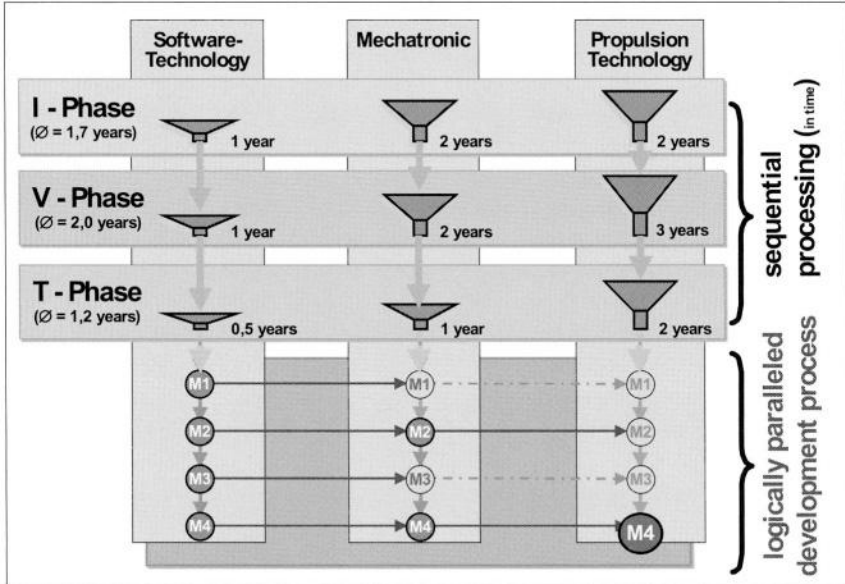 Software-
Technology
Mechatronic
Propulsion
Technology
I - Phase
(Ø = 1,7 years)
1 year
2 years
2 years
V - Phase
(Ø = 2,0 years)
1 year
2 years
3 years
T - Phase
(Ø = 1,2 years)
0,5 years
1 year
2 years
sequential
processing (in time)
M1
M1
M1
M2
M2
M2
M3
M3
M3
M4
M4
M4
logically paralleled
development process